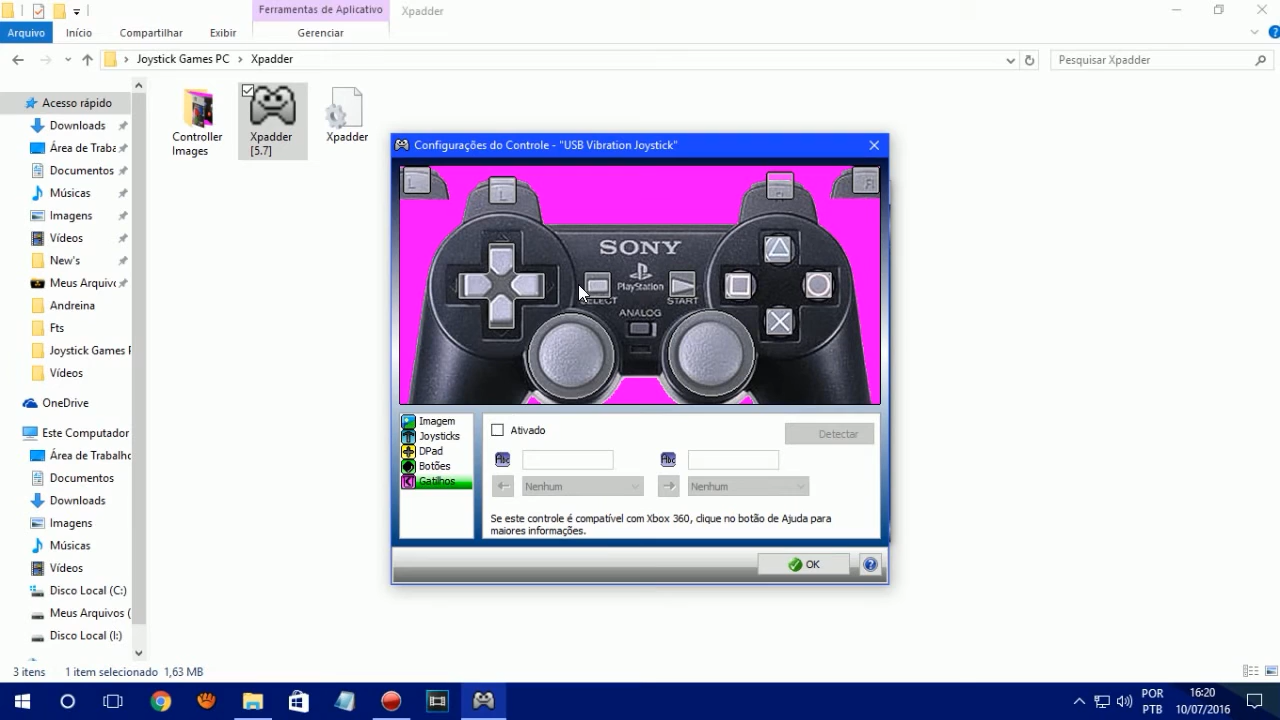 Ferramentas de Aplicativo
Xpadder
Arquivo
Início
Compartilhar
Exibir
Gerenciar
Joystick Games PC > Xpadder
Pesquisar Xpadder
Acesso rápido
Downloads
Área de Traba
Documentos
Músicas
Imagens
Vídeos
New's
Meus Arquivo
Andreina
Fts
Joystick Games P
Vídeos
OneDrive
Este Computador
Área de Trabalho
Documentos
Downloads
Imagens
Músicas
Vídeos
Disco Local (C:)
Meus Arquivos (
Disco Local (I:)
Controller
Images
Xpadder
[5.7]
Xpadder
Configurações do Controle - "USB Vibration Joystick"
L
L
R
SONY
PlayStation
SELECT
START
ANALOG
Imagem
Joysticks
DPad
Botões
Gatilhos
Ativado
Detectar
Abc
Abc
Nenhum
Nenhum
Se este controle é compatível com Xbox 360, clique no botão de Ajuda para
maiores informações.
OK
3 itens
1 item selecionado 1,63 MB
POR
PTB
16:20
10/07/2016